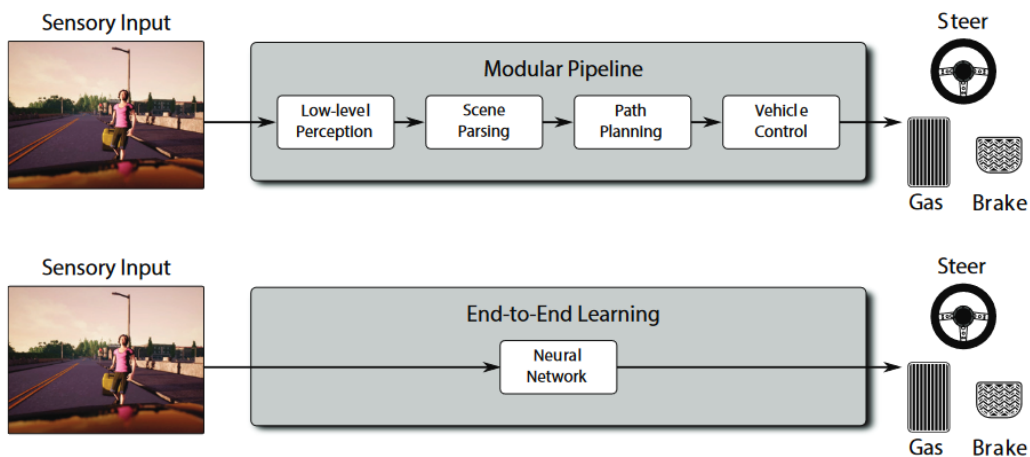 Sensory Input
Steer
Modular Pipeline
Low-level
Perception
Scene
Parsing
Path
Planning
Vehicle
Control
Gas
Brake
Sensory Input
Steer
End-to-End Learning
Neural
Network
Gas
Brake